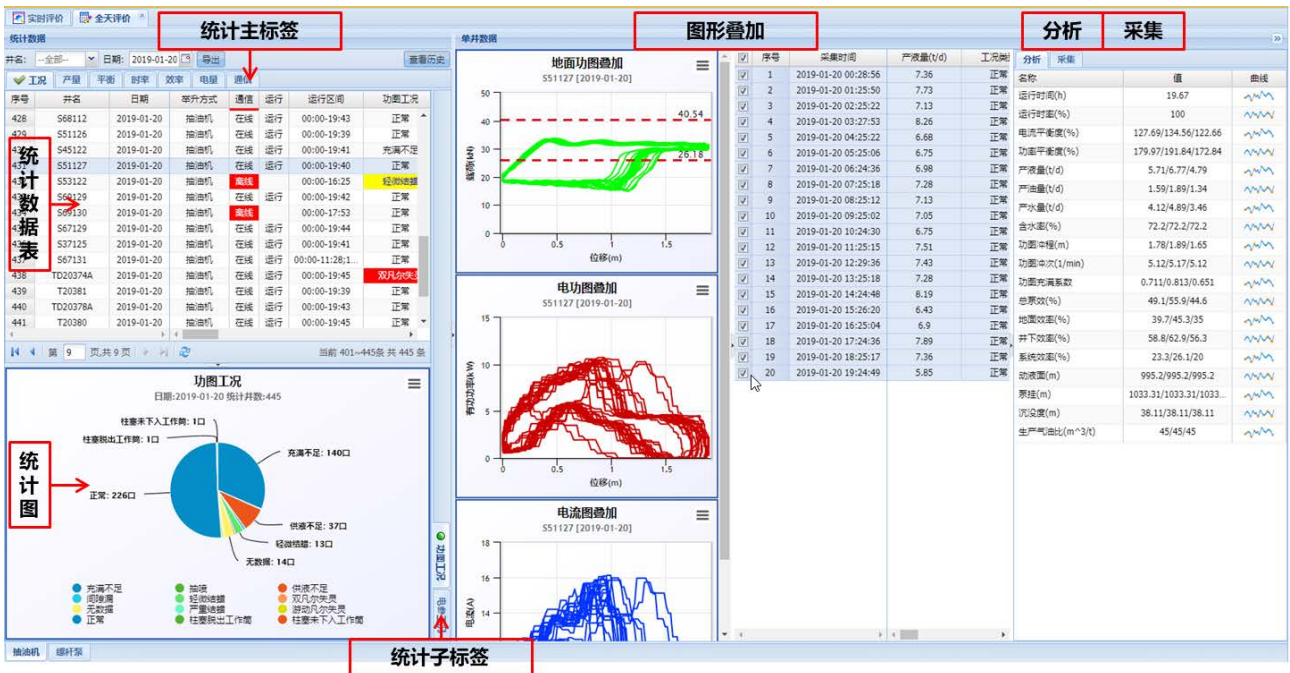 实时评价 全天评价
统计主标签 图形叠加 分析 采集
统计数据 单井数据
井名: --全部-- 日期: 2019-01-20 导出 查看历史
工况 产量 平衡 时率 效率 电量 通信
序号 井名 日期 举升方式 通信 运行 运行区间 功图工况
428 S68112 2019-01-20 抽油机 在线 运行 00:00-19:43 正常
429 S51126 2019-01-20 抽油机 在线 运行 00:00-19:39 正常
S45122 2019-01-20 抽油机 在线 运行 00:00-19:41 充满不足
S51127 2019-01-20 抽油机 在线 运行 00:00-19:40 正常
S53122 2019-01-20 抽油机 离线 00:00-16:25 轻微结蜡
S69129 2019-01-20 抽油机 在线 运行 00:00-19:42 正常
S69130 2019-01-20 抽油机 离线 00:00-17:53 正常
S67129 2019-01-20 抽油机 在线 运行 00:00-19:44 正常
S37125 2019-01-20 抽油机 在线 运行 00:00-19:41 正常
S67131 2019-01-20 抽油机 在线 运行 00:00-11:28;1... 正常
438 TD20374A 2019-01-20 抽油机 在线 运行 00:00-19:45 双凡尔失灵
439 T20381 2019-01-20 抽油机 在线 运行 00:00-19:39 正常
440 TD20378A 2019-01-20 抽油机 在线 运行 00:00-19:43 正常
441 T20380 2019-01-20 抽油机 在线 运行 00:00-19:45 正常
统计数据表
第 9 页,共 9 页 当前 401~445条 共 445 条
功图工况
日期:2019-01-20 统计井数:445
柱塞未下入工作筒: 1口
柱塞脱出工作筒: 1口
充满不足: 140口
正常: 226口
供液不足: 37口
轻微结蜡: 13口
无数据: 14口
统计图
充满不足 抽喷 供液不足
间隙漏 轻微结蜡 双凡尔失灵
无数据 严重结蜡 游动凡尔失灵
正常 柱塞脱出工作筒 柱塞未下入工作筒
功图工况
统计子标签
抽油机 螺杆泵
地面功图叠加
S51127 [2019-01-20]
50
40
30
20
10
0
40.54
26.18
载荷(kN)
0 0.5 1 1.5
位移(m)
电功图叠加
S51127 [2019-01-20]
15
10
5
0
有功功率(kW)
0 0.5 1 1.5
位移(m)
电流图叠加
S51127 [2019-01-20]
18
16
14
电流(A)
序号 采集时间 产液量(t/d) 工况类
1 2019-01-20 00:28:56 7.36 正常
2 2019-01-20 01:25:50 7.73 正常
3 2019-01-20 02:25:22 7.13 正常
4 2019-01-20 03:27:53 8.26 正常
5 2019-01-20 04:25:22 6.68 正常
6 2019-01-20 05:25:06 6.75 正常
7 2019-01-20 06:24:36 6.98 正常
8 2019-01-20 07:25:18 7.28 正常
9 2019-01-20 08:25:12 7.13 正常
10 2019-01-20 09:25:02 7.05 正常
11 2019-01-20 10:24:30 6.75 正常
12 2019-01-20 11:25:15 7.51 正常
13 2019-01-20 12:29:36 7.43 正常
14 2019-01-20 13:25:18 7.28 正常
15 2019-01-20 14:24:48 8.19 正常
16 2019-01-20 15:26:20 6.43 正常
17 2019-01-20 16:25:04 6.9 正常
18 2019-01-20 17:24:36 7.89 正常
19 2019-01-20 18:25:17 7.36 正常
20 2019-01-20 19:24:49 5.85 正常
分析 采集
名称 值 曲线
运行时间(h) 19.67
运行时率(%) 100
电流平衡度(%) 127.69/134.56/122.66
功率平衡度(%) 179.97/191.84/172.84
产液量(t/d) 5.71/6.77/4.79
产油量(t/d) 1.59/1.89/1.34
产水量(t/d) 4.12/4.89/3.46
含水率(%) 72.2/72.2/72.2
功图冲程(m) 1.78/1.89/1.65
功图冲次(1/min) 5.12/5.17/5.12
功图充满系数 0.711/0.813/0.651
总泵效(%) 49.1/55.9/44.6
地面效率(%) 39.7/45.3/35
井下效率(%) 58.8/62.9/56.3
系统效率(%) 23.3/26.1/20
动液面(m) 995.2/995.2/995.2
泵挂(m) 1033.31/1033.31/1033...
沉没度(m) 38.11/38.11/38.11
生产气油比(m^3/t) 45/45/45